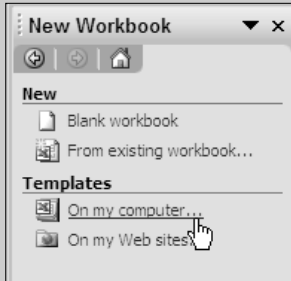 New Workbook
New
Blank workbook
From existing workbook...
Templates
On my computer...
On my Web sites